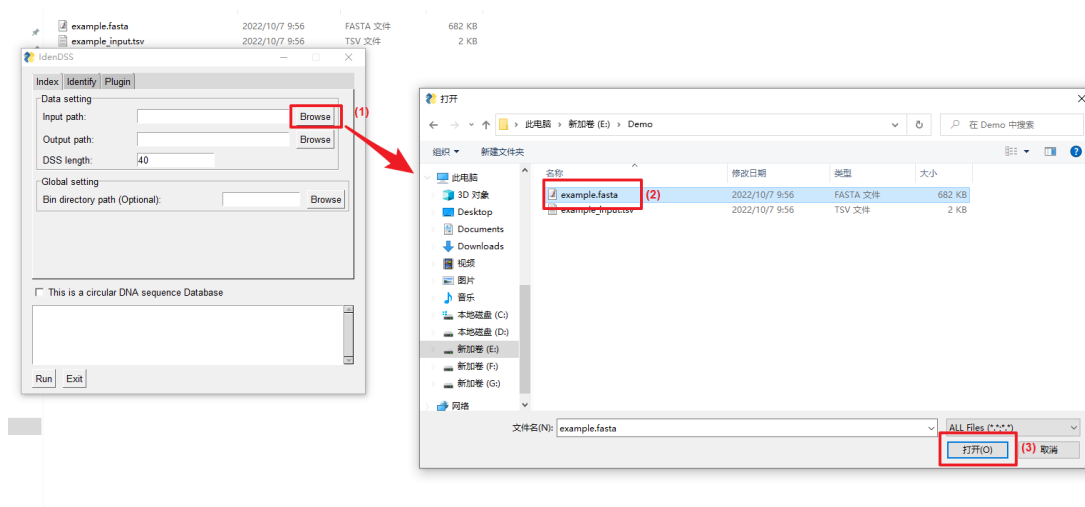 example.fasta 2022/10/7 9:56 FASTA 文件 682 KB
example_input.tsv 2022/10/7 9:56 TSV 文件 2 KB
IdenDSS
Index Identify Plugin
Data setting
Input path: Browse (1)
Output path: Browse
DSS length: 40
Global setting
Bin directory path (Optional): Browse
This is a circular DNA sequence Database
Run Exit
打开
此电脑 › 新加卷 (E:) › Demo
在 Demo 中搜索
组织 新建文件夹
名称 修改日期 类型 大小
example.fasta (2) 2022/10/7 9:56 FASTA 文件 682 KB
example_input.tsv 2022/10/7 9:56 TSV 文件 2 KB
此电脑
3D 对象
Desktop
Documents
Downloads
视频
图片
音乐
本地磁盘 (C:)
本地磁盘 (D:)
新加卷 (E:)
新加卷 (F:)
新加卷 (G:)
网络
文件名(N): example.fasta ALL Files (*.*;*.*)
打开(O) (3) 取消